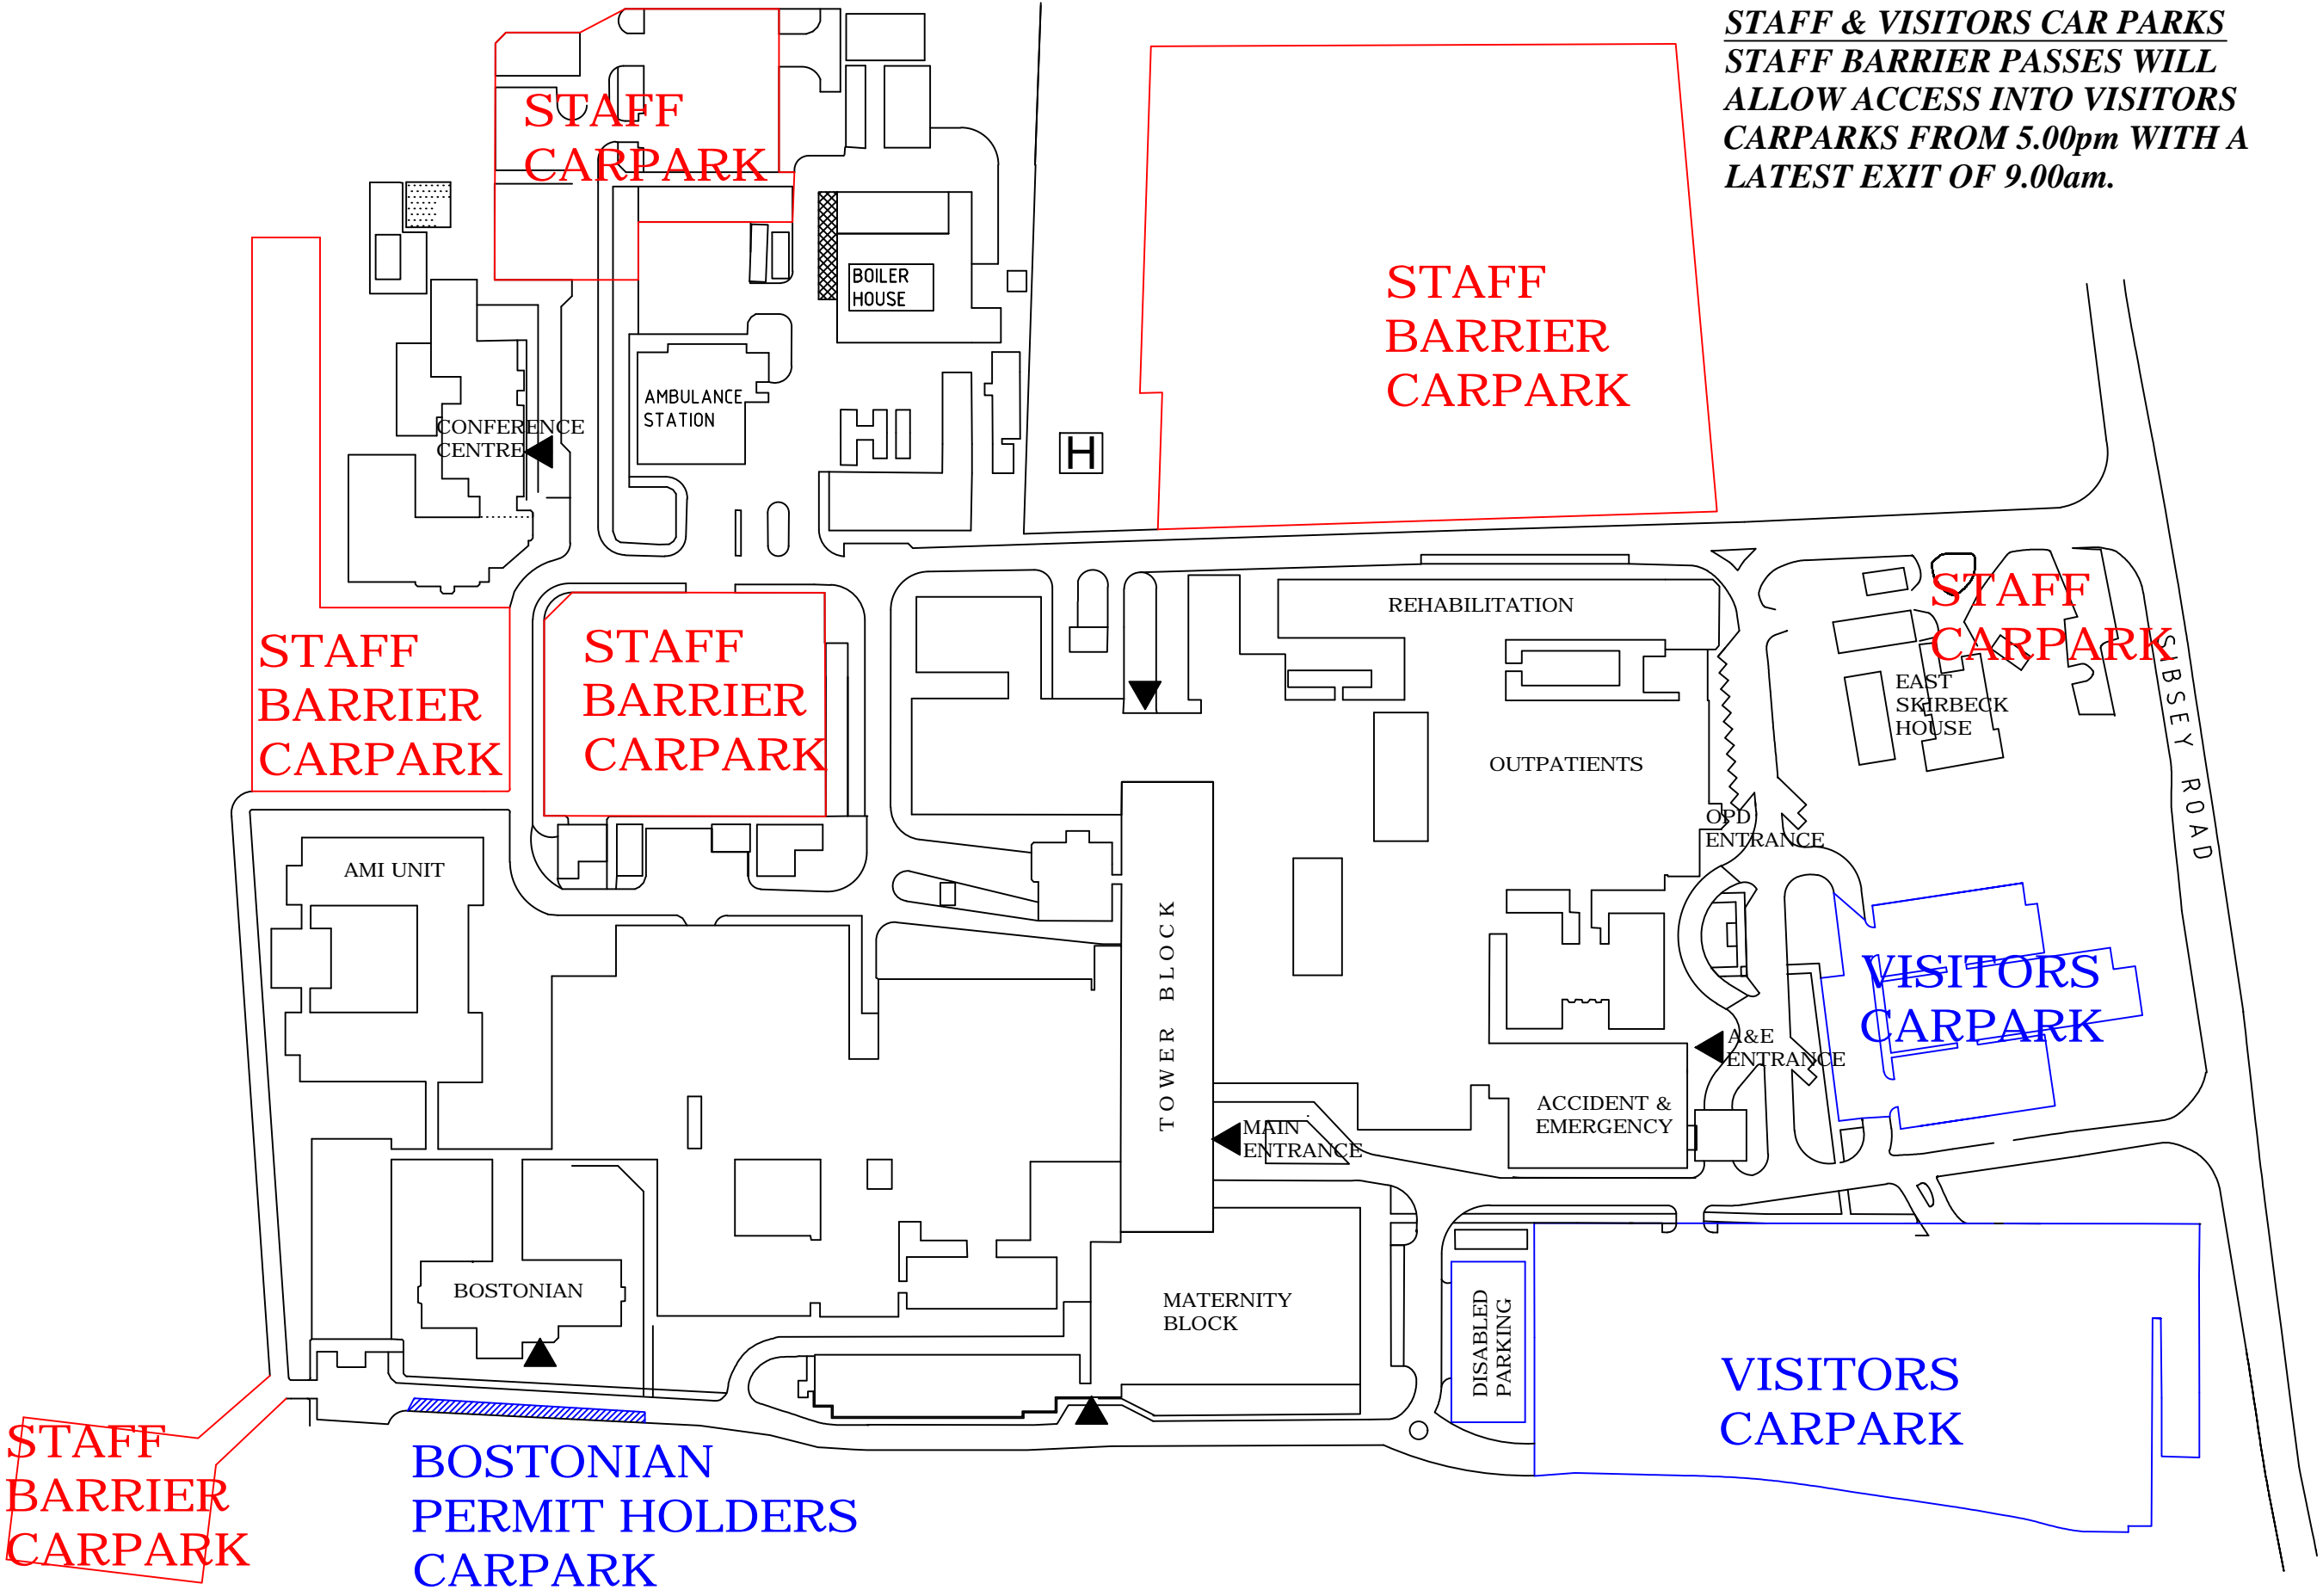 STAFF & VISITORS CAR PARKS
STAFF BARRIER PASSES WILL
ALLOW ACCESS INTO VISITORS
CARPARKS FROM 5.00pm WITH A
LATEST EXIT OF 9.00am.
STAFF
CARPARK
BOILER
HOUSE
STAFF
BARRIER
CARPARK
AMBULANCE
STATION
CONFERENCE
CENTRE
H
STAFF
BARRIER
CARPARK
STAFF
BARRIER
CARPARK
REHABILITATION
STAFF
CARPARK
EAST
SKIRBECK
HOUSE
SIBSEY ROAD
OUTPATIENTS
OPD
ENTRANCE
AMI UNIT
TOWER BLOCK
VISITORS
CARPARK
A&E
ENTRANCE
ACCIDENT &
EMERGENCY
MAIN
ENTRANCE
BOSTONIAN
MATERNITY
BLOCK
DISABLED
PARKING
VISITORS
CARPARK
STAFF
BARRIER
CARPARK
BOSTONIAN
PERMIT HOLDERS
CARPARK